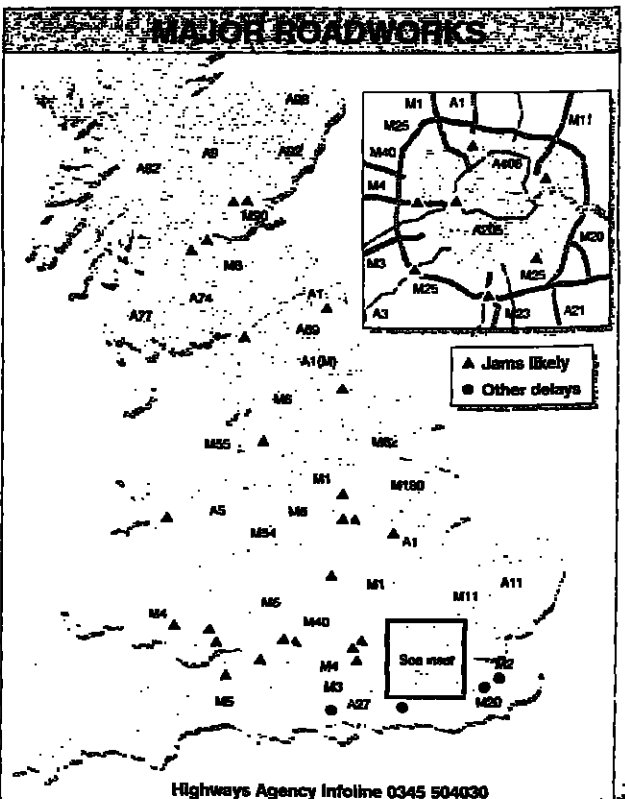 MAJOR ROADWORKS
M1 A1
M25
M11
M40
A406
M4
A205
M20
M3
M25
M25
A3
M23
A21
Jams likely
Other delays
A9
A92
A82
M90
M8
A74
A77
A1
A69
A1(M)
M6
M55
M62
M1
M180
A5
M6
M54
A1
M1
A11
M11
M5
M4
M40
See inset
M4
M2
M3
M20
M5
A27
Highways Agency Infoline 0345 504030